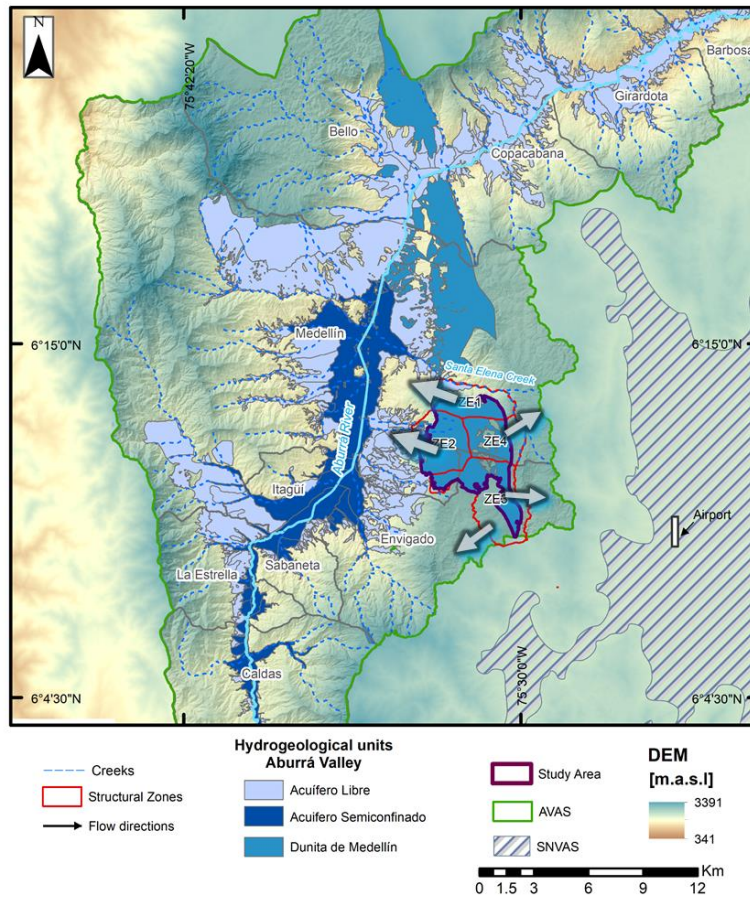 N
75°42'20"W
Barbosa
Girardota
Bello
Copacabana
6°15'0"N
Medellín
6°15'0"N
Santa Elena Creek
ZE1
Aburrá River
ZE2
ZE4
Itagüí
ZE5
Airport
Envigado
La Estrella
Sabaneta
Caldas
75°30'0"W
6°4'30"N
6°4'30"N
Creeks
Structural Zones
Flow directions
Hydrogeological units
Aburrá Valley
Acuífero Libre
Acuifero Semiconfinado
Dunita de Medellín
Study Area
AVAS
SNVAS
DEM
[m.a.s.l]
3391
341
Km
0 1.5 3 6 9 12